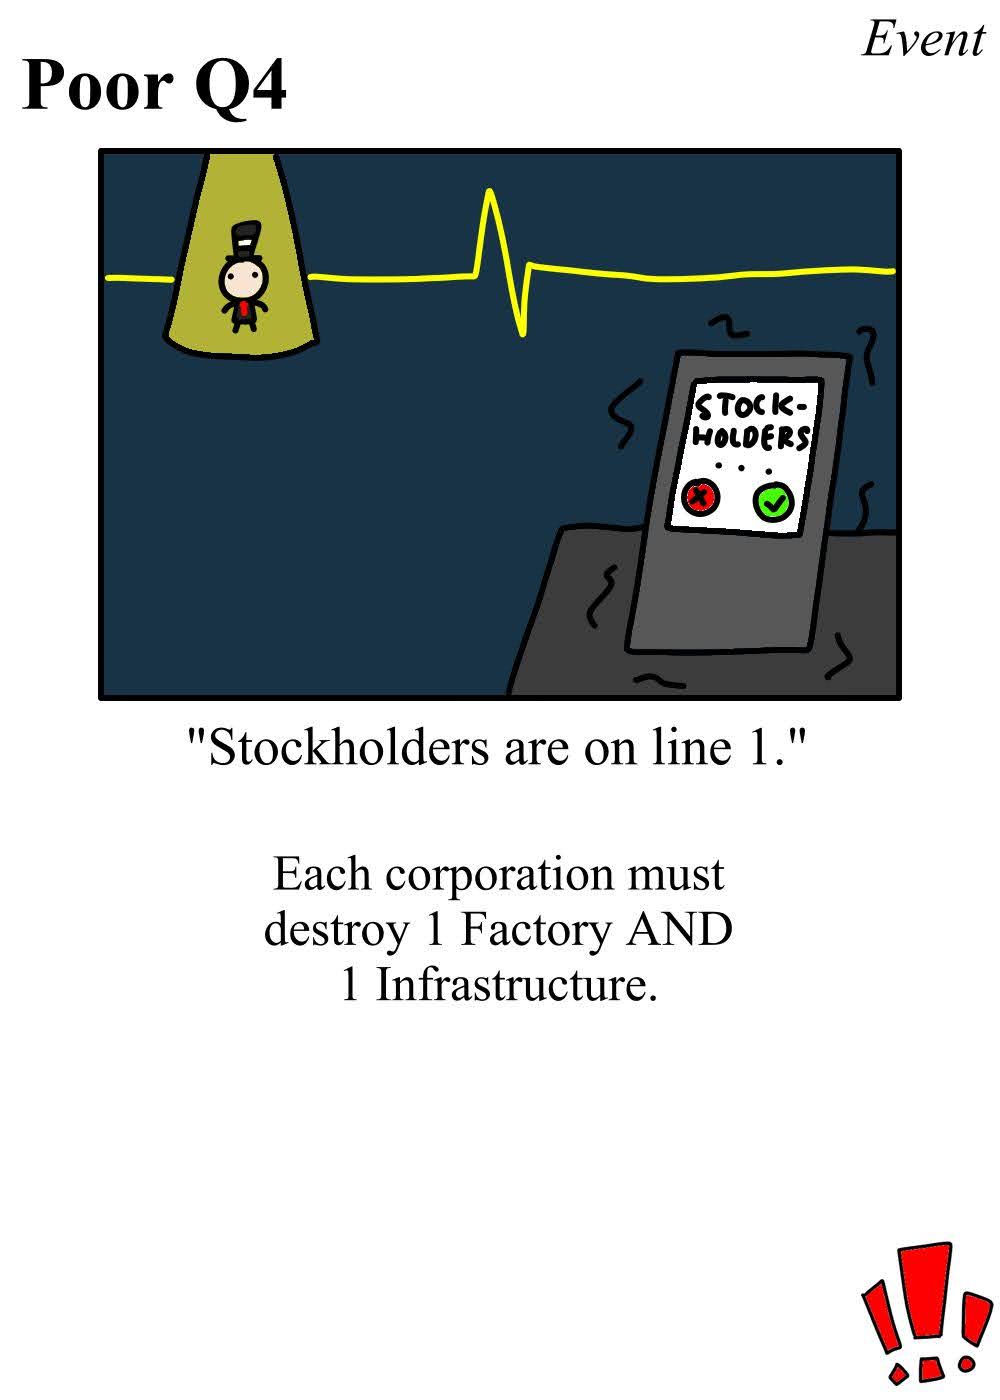 Event
Poor Q4
STOCK-
HOLDERS
...
"Stockholders are on line 1."
Each corporation must
destroy 1 Factory AND
1 Infrastructure.
!!!